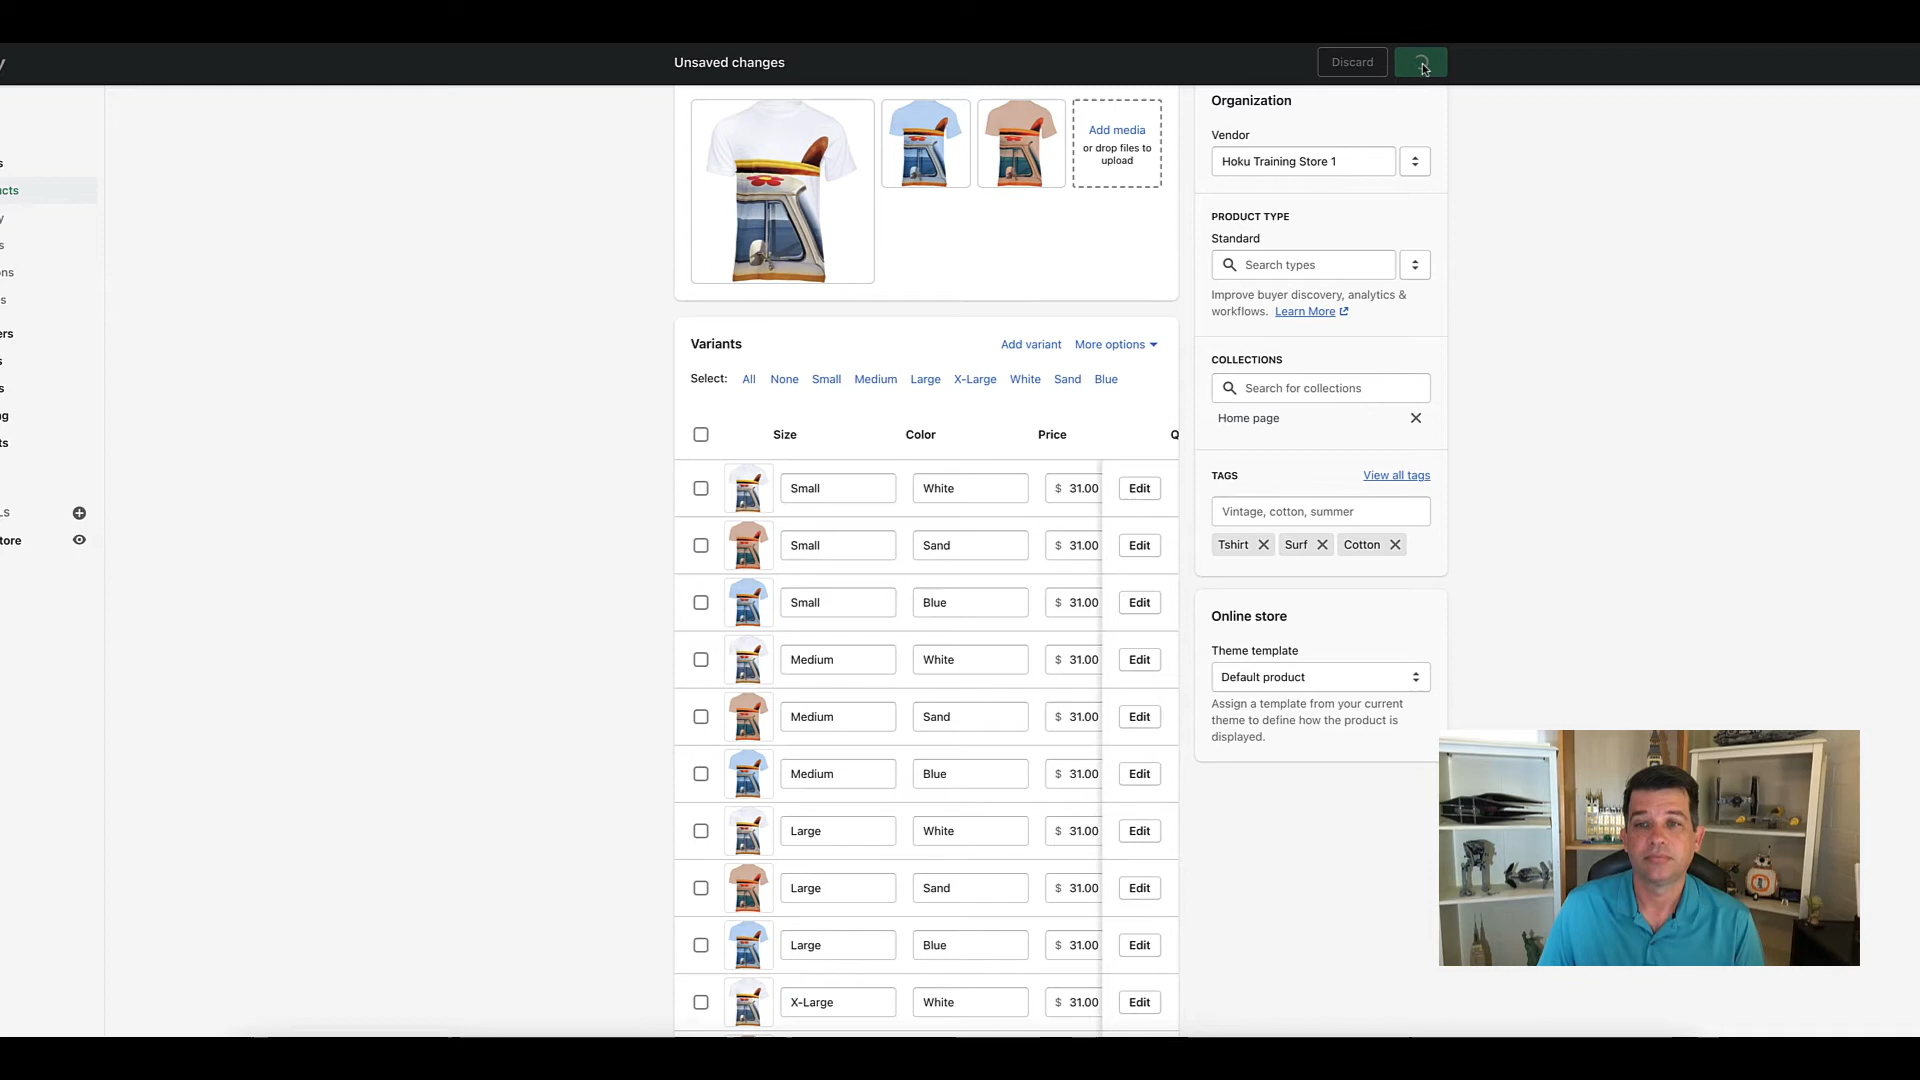 Unsaved changes
Discard
Add media
or drop files to
upload
Organization
Vendor
Hoku Training Store 1
PRODUCT TYPE
Standard
Search types
Improve buyer discovery, analytics &
workflows. Learn More
COLLECTIONS
Search for collections
Home page
TAGS View all tags
Vintage, cotton, summer
Tshirt Surf Cotton
Online store
Theme template
Default product
Assign a template from your current
theme to define how the product is
displayed.
Variants Add variant More options
Select: All None Small Medium Large X-Large White Sand Blue
Size Color Price Q
Small White $ 31.00 Edit
Small Sand $ 31.00 Edit
Small Blue $ 31.00 Edit
Medium White $ 31.00 Edit
Medium Sand $ 31.00 Edit
Medium Blue $ 31.00 Edit
Large White $ 31.00 Edit
Large Sand $ 31.00 Edit
Large Blue $ 31.00 Edit
X-Large White $ 31.00 Edit
y
s
ucts
y
s
ons
s
ers
s
s
ng
ts
LS
tore